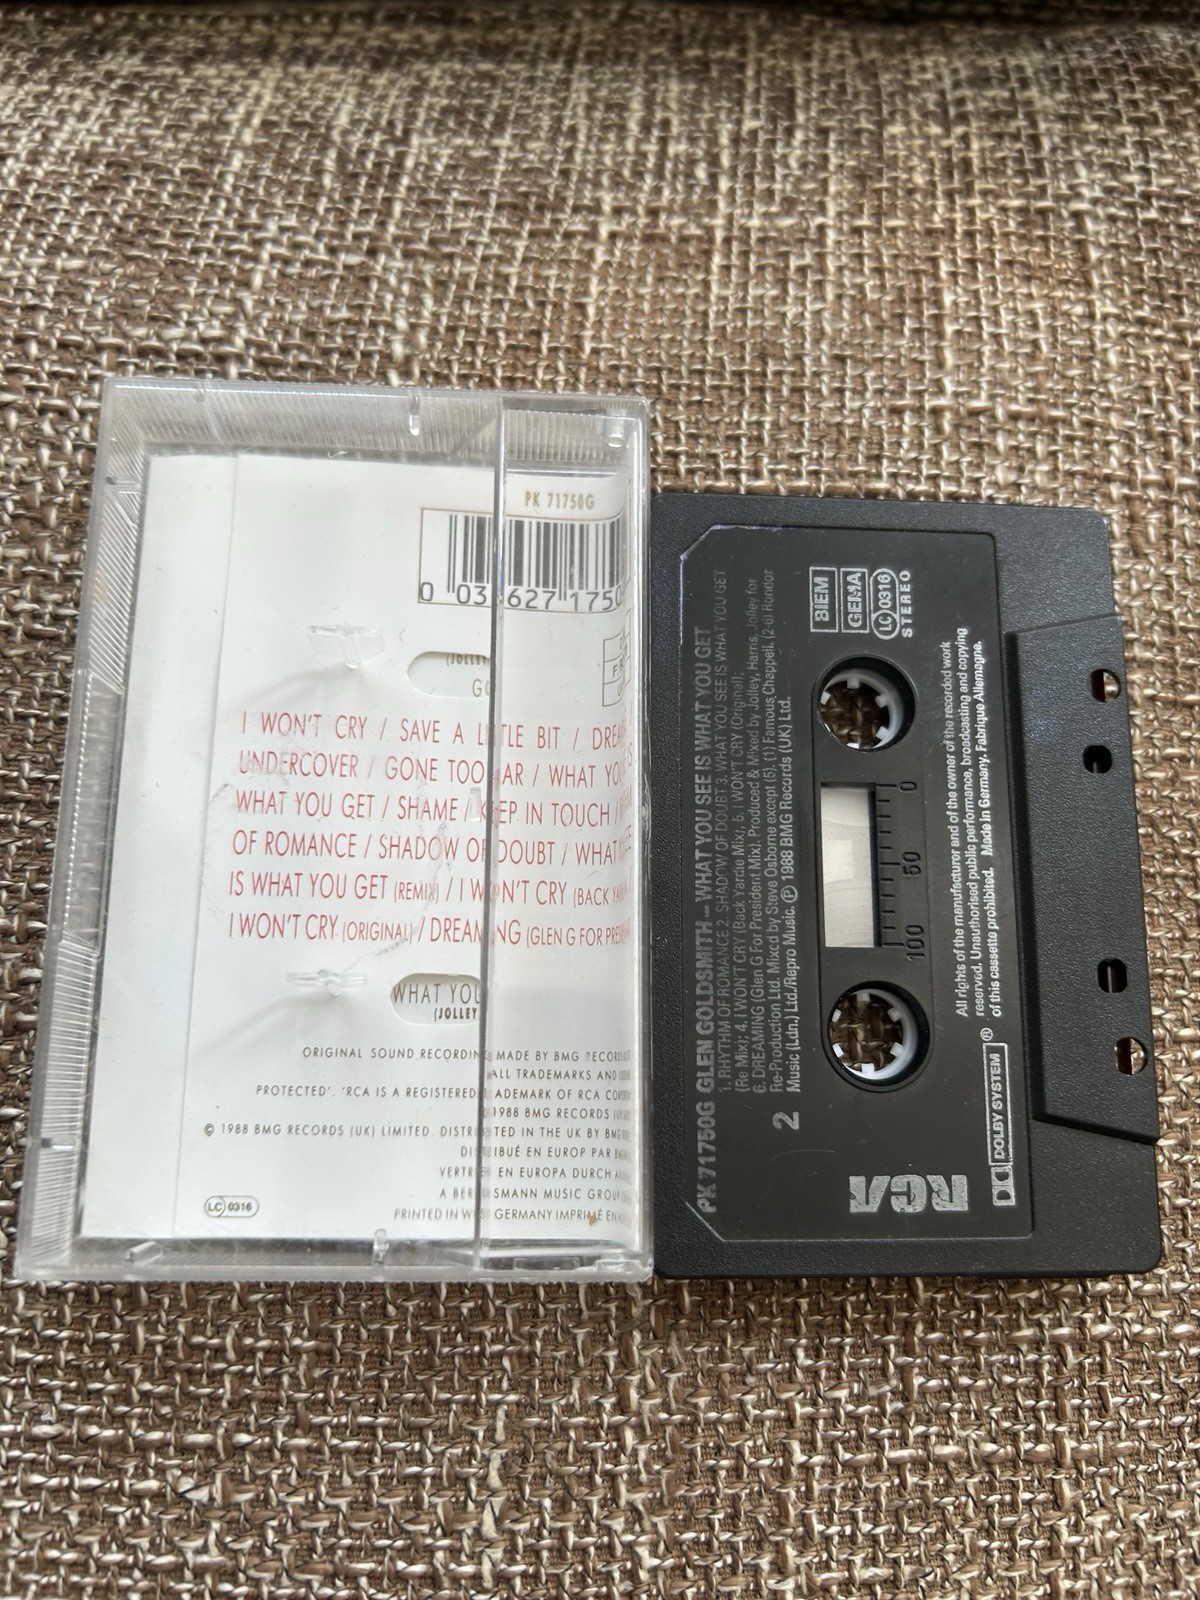 PK 71750G
0 03 627 175
(JOLLEY
GO
I WON'T CRY / SAVE A LITTLE BIT /
UNDERCOVER / GONE TOO FAR / WHAT YOU
WHAT YOU GET / SHAME / KEEP IN TOUCH /
OF ROMANCE / SHADOW OF DOUBT / WHAT
IS WHAT YOU GET (REMIX) / I WON'T CRY (BACK
I WON'T CRY (ORIGINAL) / DREAMING (GLEN G FOR
WHAT YOU
(JOLLEY
ORIGINAL SOUND RECORDING MADE BY BMG
ALL TRADEMARKS AND
PROTECTED'. 'RCA IS A REGISTERED TRADEMARK OF RCA
1988 BMG RECORDS
© 1988 BMG RECORDS (UK) LIMITED. DISTRIBUTED IN THE UK BY BMG
DISTRIBUÉ EN EUROP PAR
VERTRIEB EN EUROPA DURCH
A BERTELSMANN MUSIC GROUP
PRINTED IN WEST GERMANY IMPRIMÉ EN
LC 0316
PK 71750G GLEN GOLDSMITH – WHAT YOU SEE IS WHAT YOU GET
1. RHYTHM OF ROMANCE 2. SHADOW OF DOUBT 3. WHAT YOU SEE IS WHAT YOU GET
(Re Mix); 4. I WON'T CRY (Back Yardie Mix); 5. I WON'T CRY (Original);
6. DREAMING (Glen G For President Mix). Produced & Mixed by Jolley, Harris, Jolley for
Re-Production Ltd. Mixed by Steve Osborne except (5). (1) Famous Chappell, (2-6) Rondor
Music (Ldn.) Ltd./Repro Music. ℗ 1988 BMG Records (UK) Ltd.
2
BIEM
GEMA
LC 0316
STEREO
100 50 0
All rights of the manufacturer and of the owner of the recorded work
reserved. Unauthorised public performance, broadcasting and copying
of this cassette prohibited. Made in Germany. Fabrique Allemagne.
RCA
DOLBY SYSTEM ®